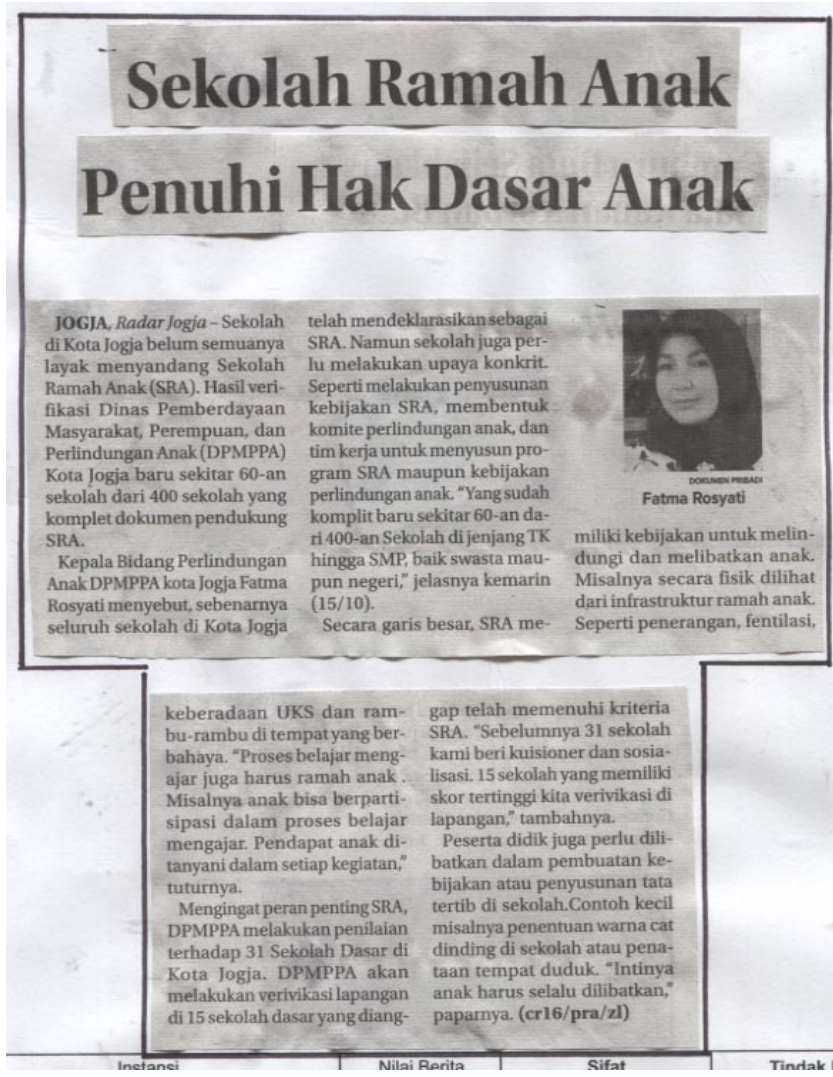 Sekolah Ramah Anak
Penuhi Hak Dasar Anak
JOGJA, Radar Jogja – Sekolah
di Kota Jogja belum semuanya
layak menyandang Sekolah
Ramah Anak (SRA). Hasil veri-
fikasi Dinas Pemberdayaan
Masyarakat, Perempuan, dan
Perlindungan Anak (DPMPPA)
Kota Jogja baru sekitar 60-an
sekolah dari 400 sekolah yang
komplet dokumen pendukung
SRA.
Kepala Bidang Perlindungan
Anak DPMPPA kota Jogja Fatma
Rosyati menyebut, sebenarnya
seluruh sekolah di Kota Jogja
telah mendeklarasikan sebagai
SRA. Namun sekolah juga per-
lu melakukan upaya konkrit.
Seperti melakukan penyusunan
kebijakan SRA, membentuk
komite perlindungan anak, dan
tim kerja untuk menyusun pro-
gram SRA maupun kebijakan
perlindungan anak. “Yang sudah
komplit baru sekitar 60-an da-
ri 400-an Sekolah di jenjang TK
hingga SMP, baik swasta mau-
pun negeri,” jelasnya kemarin
(15/10).
Secara garis besar, SRA me-
DOKUMEN PRIBADI
Fatma Rosyati
miliki kebijakan untuk melin-
dungi dan melibatkan anak.
Misalnya secara fisik dilihat
dari infrastruktur ramah anak.
Seperti penerangan, fentilasi,
keberadaan UKS dan ram-
bu-rambu di tempat yang ber-
bahaya. “Proses belajar meng-
ajar juga harus ramah anak .
Misalnya anak bisa berparti-
sipasi dalam proses belajar
mengajar. Pendapat anak di-
tanyani dalam setiap kegiatan,”
tuturnya.
Mengingat peran penting SRA,
DPMPPA melakukan penilaian
terhadap 31 Sekolah Dasar di
Kota Jogja. DPMPPA akan
melakukan verivikasi lapangan
di 15 sekolah dasar yang diang-
gap telah memenuhi kriteria
SRA. “Sebelumnya 31 sekolah
kami beri kuisioner dan sosia-
lisasi. 15 sekolah yang memiliki
skor tertinggi kita verivikasi di
lapangan,” tambahnya.
Peserta didik juga perlu dili-
batkan dalam pembuatan ke-
bijakan atau penyusunan tata
tertib di sekolah.Contoh kecil
misalnya penentuan warna cat
dinding di sekolah atau pena-
taan tempat duduk. “Intinya
anak harus selalu dilibatkan,”
paparnya. (cr16/pra/zl)
Instansi
Nilai Berita
Sifat
Tindak